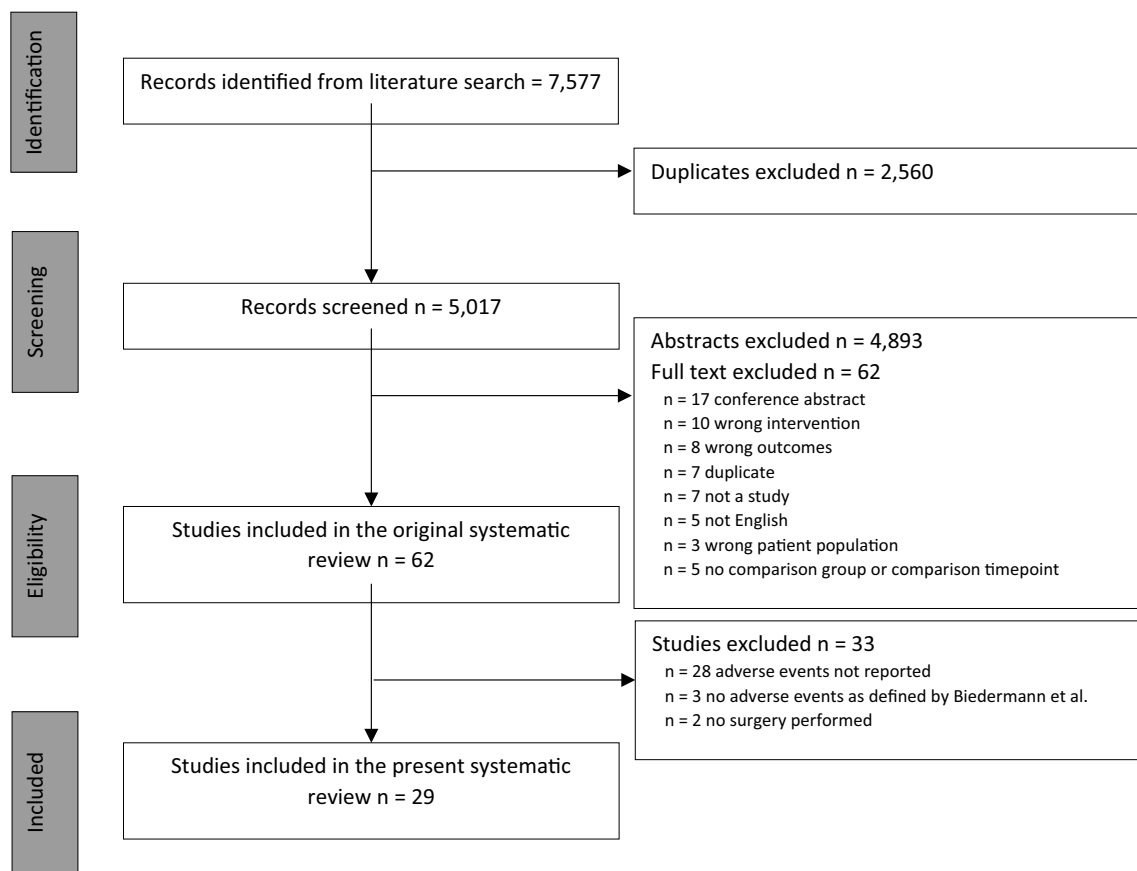 Identification
Records identified from literature search = 7,577
Duplicates excluded n = 2,560
Screening
Records screened n = 5,017
Abstracts excluded n = 4,893
Full text excluded n = 62
n = 17 conference abstract
n = 10 wrong intervention
n = 8 wrong outcomes
n = 7 duplicate
n = 7 not a study
n = 5 not English
n = 3 wrong patient population
n = 5 no comparison group or comparison timepoint
Eligibility
Studies included in the original systematic
review n = 62
Studies excluded n = 33
n = 28 adverse events not reported
n = 3 no adverse events as defined by Biedermann et al.
n = 2 no surgery performed
Included
Studies included in the present systematic
review n = 29